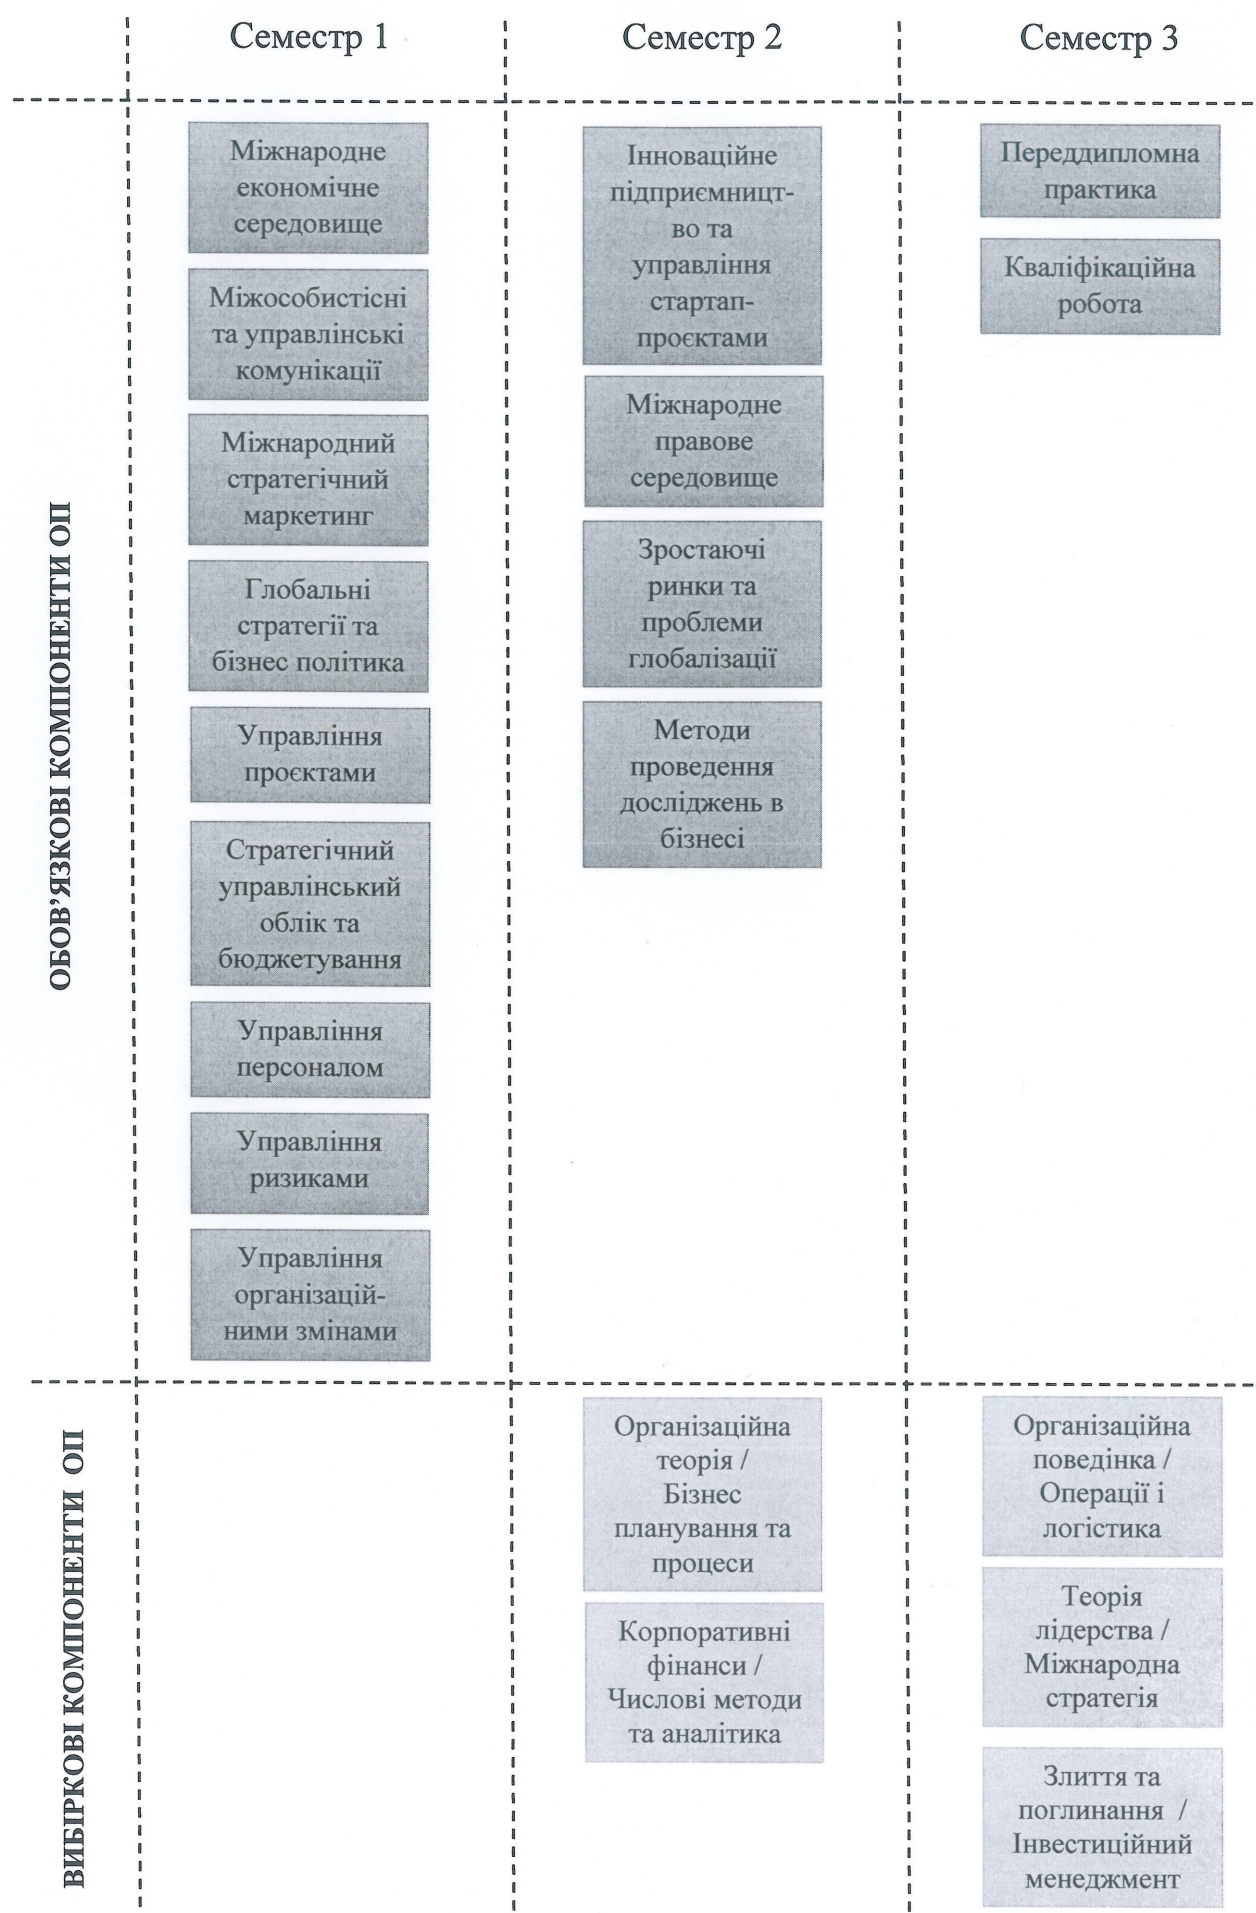 Семестр 1
Семестр 2
Семестр 3
ОБОВ’ЯЗКОВІ КОМПОНЕНТИ ОП
Міжнародне
економічне
середовище
Міжособистісні
та управлінські
комунікації
Міжнародний
стратегічний
маркетинг
Глобальні
стратегії та
бізнес політика
Управління
проєктами
Стратегічний
управлінський
облік та
бюджетування
Управління
персоналом
Управління
ризиками
Управління
організацій-
ними змінами
Інноваційне
підприємницт-
во та
управління
стартап-
проєктами
Міжнародне
правове
середовище
Зростаючі
ринки та
проблеми
глобалізації
Методи
проведення
досліджень в
бізнесі
Переддипломна
практика
Кваліфікаційна
робота
ВИБІРКОВІ КОМПОНЕНТИ ОП
Організаційна
теорія /
Бізнес
планування та
процеси
Корпоративні
фінанси /
Числові методи
та аналітика
Організаційна
поведінка /
Операції і
логістика
Теорія
лідерства /
Міжнародна
стратегія
Злиття та
поглинання /
Інвестиційний
менеджмент